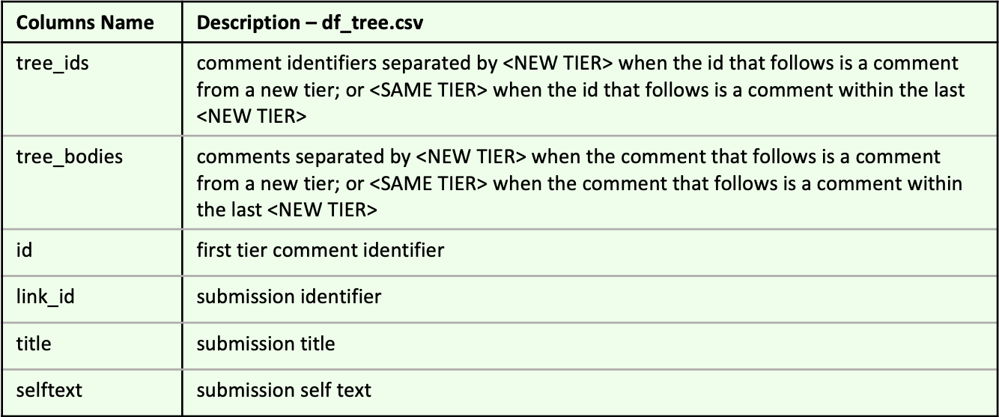 Columns Name
Description – df_tree.csv
tree_ids
comment identifiers separated by <NEW TIER> when the id that follows is a comment
from a new tier; or <SAME TIER> when the id that follows is a comment within the last
<NEW TIER>
tree_bodies
comments separated by <NEW TIER> when the comment that follows is a comment
from a new tier; or <SAME TIER> when the comment that follows is a comment within
the last <NEW TIER>
id
first tier comment identifier
link_id
submission identifier
title
submission title
selftext
submission self text